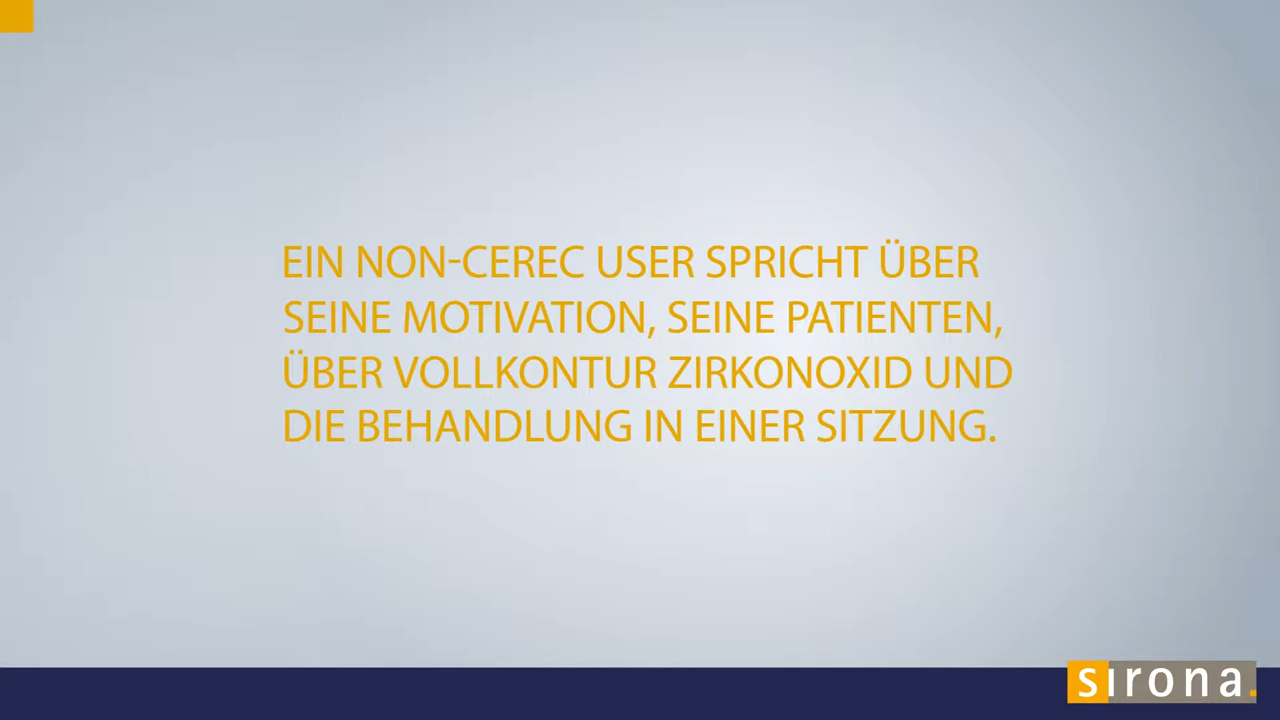 EIN NON-CEREC USER SPRICHT ÜBER
SEINE MOTIVATION, SEINE PATIENTEN,
ÜBER VOLLKONTUR ZIRKONOXID UND
DIE BEHANDLUNG IN EINER SITZUNG.
sirona.